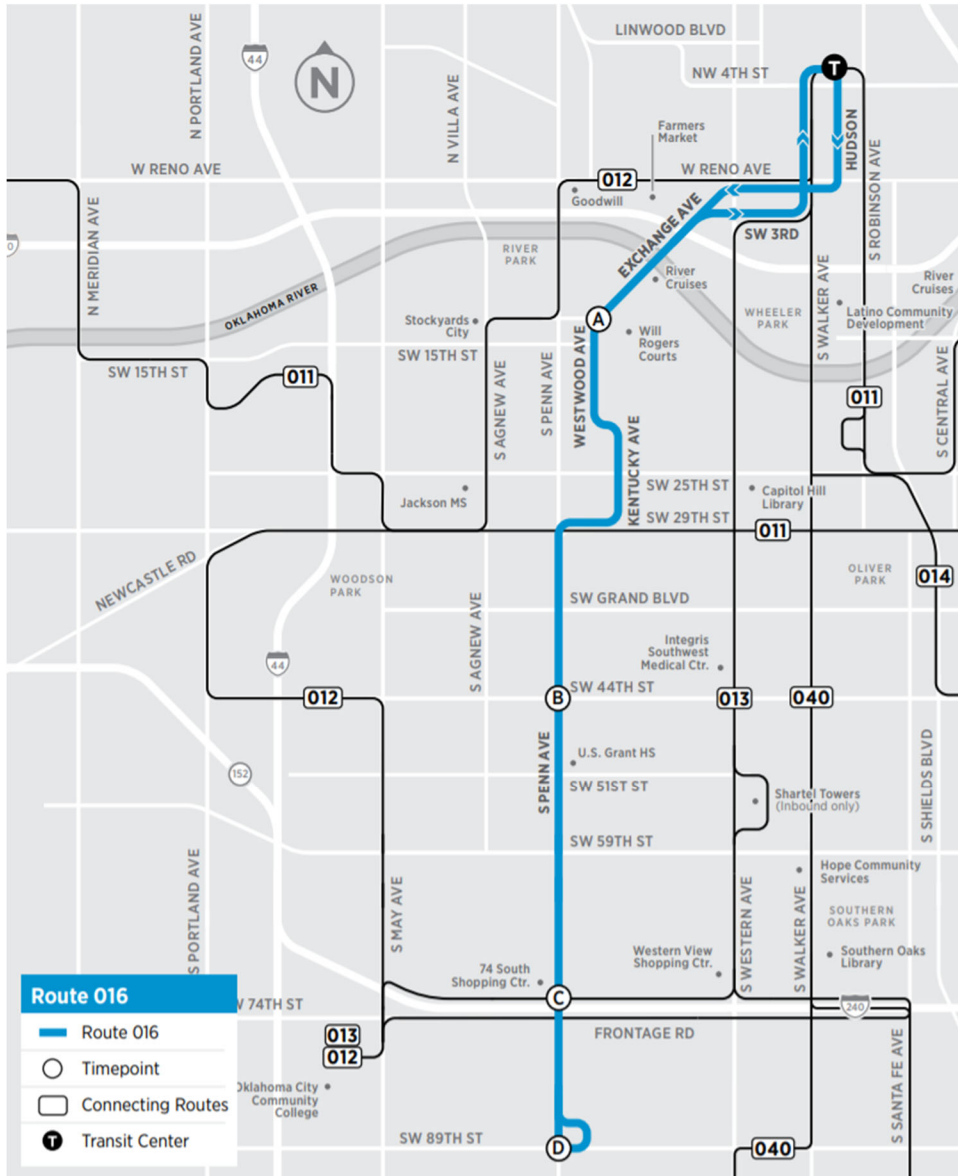 LINWOOD BLVD
N PORTLAND AVE
44
N
NW 4TH ST
T
N VILLA AVE
Farmers
Market
HUDSON
W RENO AVE
012
W RENO AVE
S ROBINSON AVE
Goodwill
N MERIDIAN AVE
EXCHANGE AVE
SW 3RD
RIVER
PARK
OKLAHOMA RIVER
River
Cruises
S WALKER AVE
River
Cruises
WHEELER
PARK
Latino Community
Development
Stockyards
City
A
Will
Rogers
Courts
SW 15TH ST
SW 15TH ST
011
S AGNEW AVE
S PENN AVE
WESTWOOD AVE
011
S CENTRAL AVE
KENTUCKY AVE
Jackson MS
SW 25TH ST
Capitol Hill
Library
SW 29TH ST
011
NEWCASTLE RD
WOODSON
PARK
OLIVER
PARK
014
SW GRAND BLVD
S AGNEW AVE
Integris
Southwest
Medical Ctr.
44
012
B
SW 44TH ST
013
040
S PENN AVE
U.S. Grant HS
152
SW 51ST ST
Shartel Towers
(Inbound only)
S SHIELDS BLVD
SW 59TH ST
S PORTLAND AVE
S MAY AVE
Hope Community
Services
S WESTERN AVE
S WALKER AVE
SOUTHERN
OAKS PARK
74 South
Shopping Ctr.
Western View
Shopping Ctr.
Southern Oaks
Library
C
240
W 74TH ST
FRONTAGE RD
013
012
S SANTA FE AVE
Oklahoma City
Community
College
SW 89TH ST
D
040
Route 016
Route 016
Timepoint
Connecting Routes
T
Transit Center